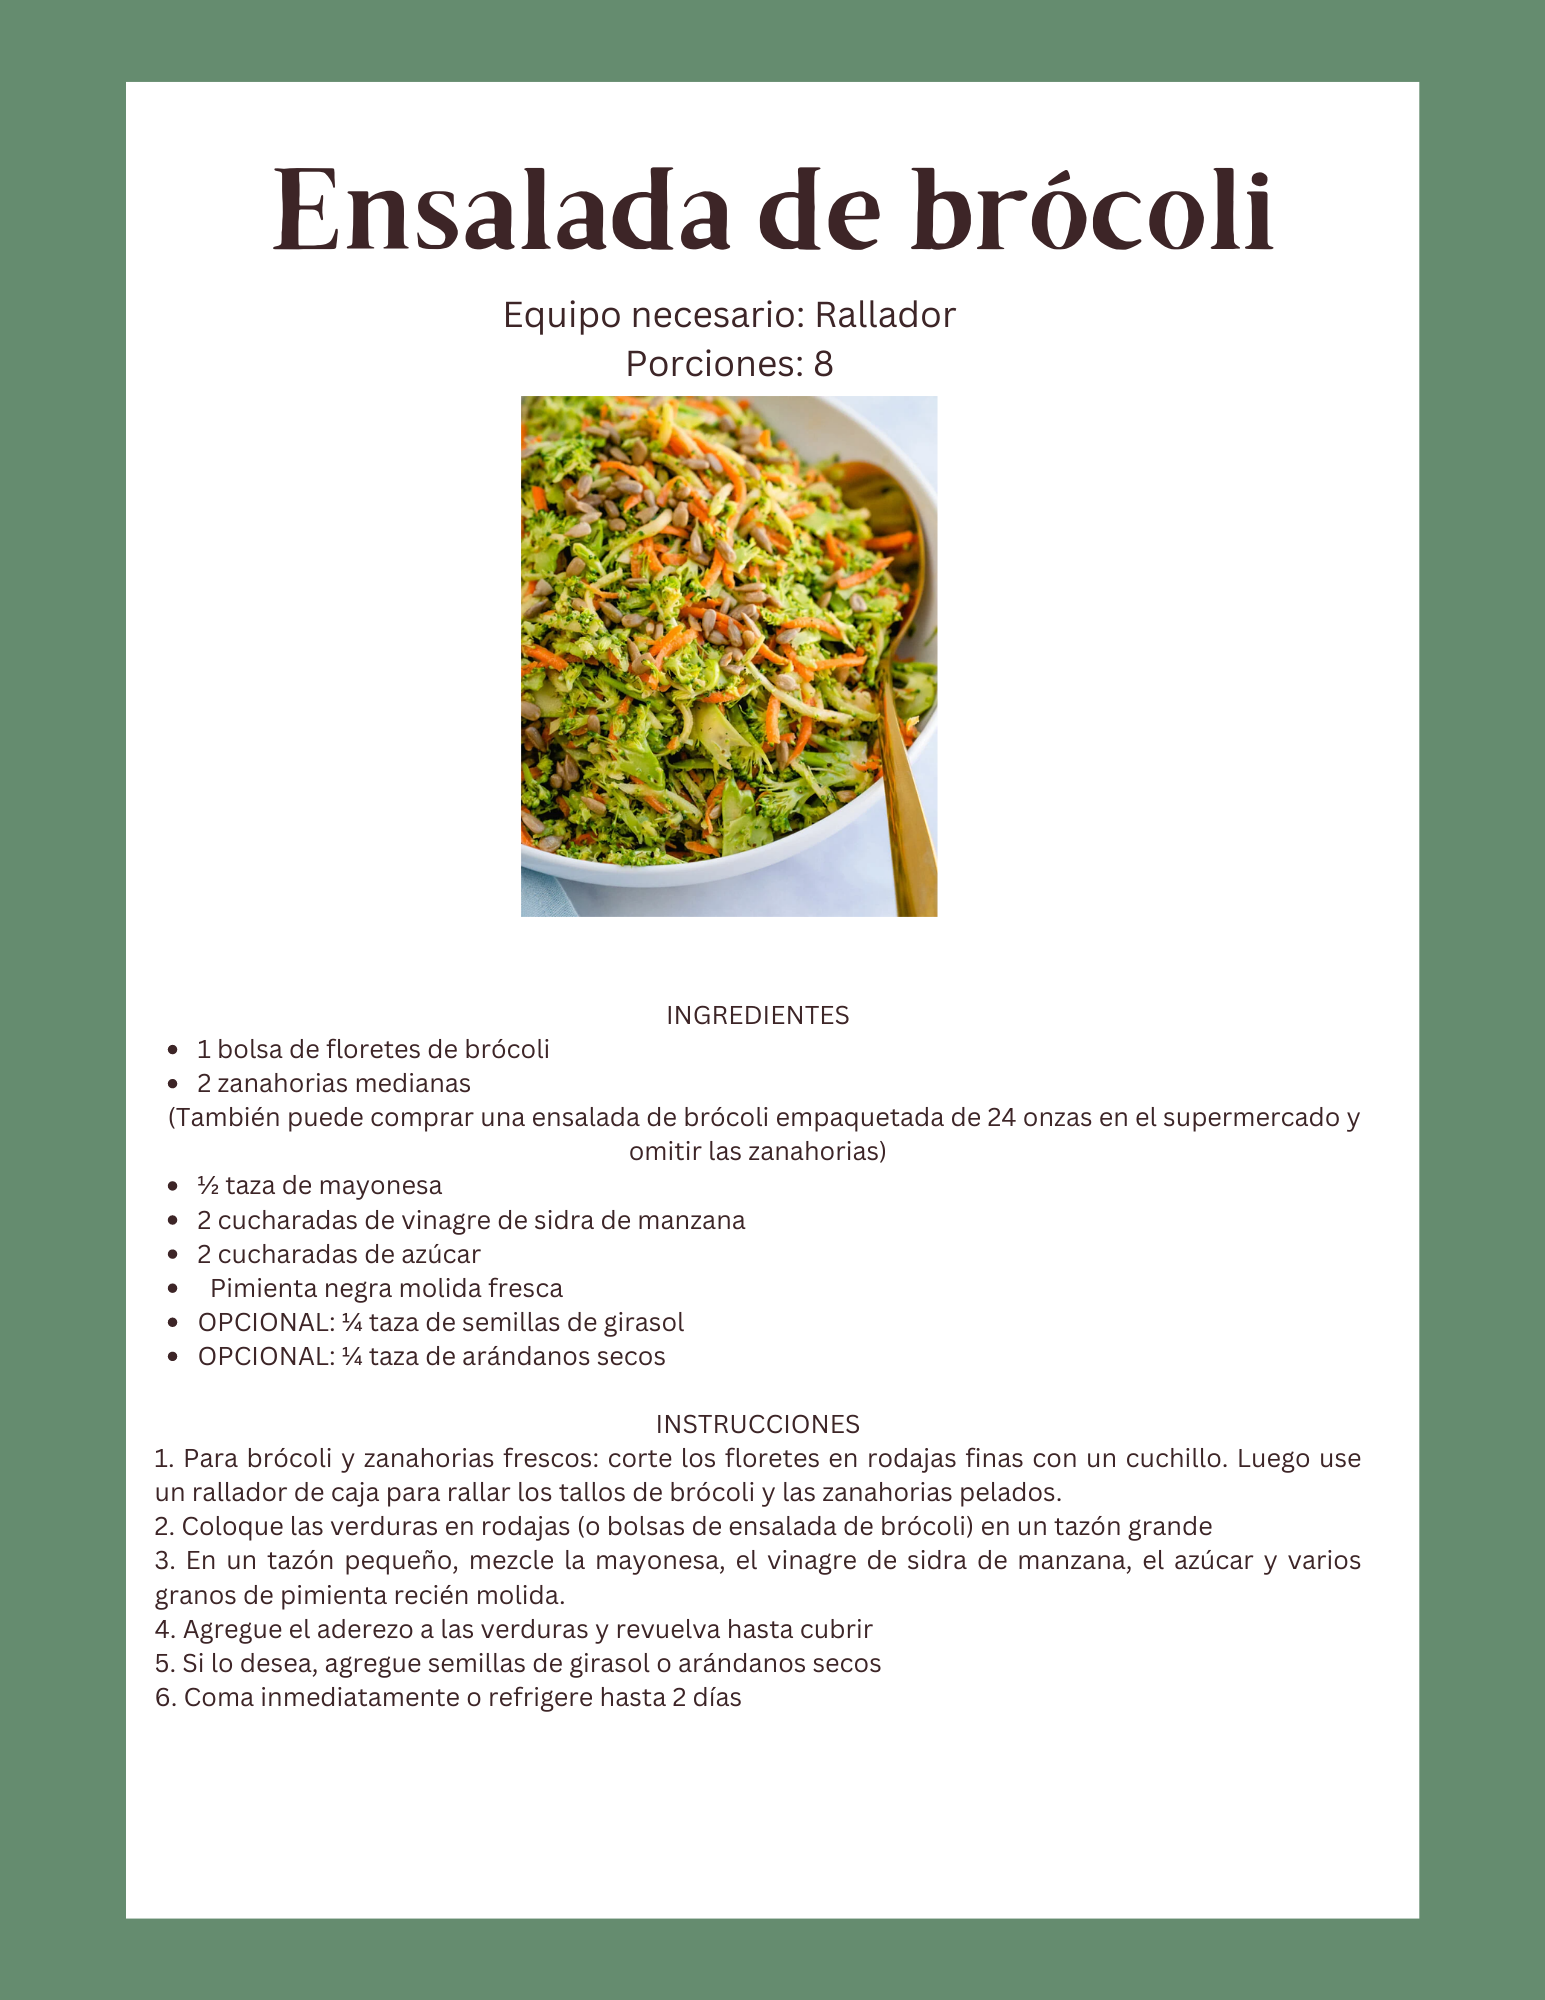 Ensalada de brócoli
Equipo necesario: Rallador
Porciones: 8
INGREDIENTES
• 1 bolsa de floretes de brócoli
• 2 zanahorias medianas
(También puede comprar una ensalada de brócoli empaquetada de 24 onzas en el supermercado y
omitir las zanahorias)
• ½ taza de mayonesa
• 2 cucharadas de vinagre de sidra de manzana
• 2 cucharadas de azúcar
• Pimienta negra molida fresca
• OPCIONAL: ¼ taza de semillas de girasol
• OPCIONAL: ¼ taza de arándanos secos
INSTRUCCIONES
1. Para brócoli y zanahorias frescos: corte los floretes en rodajas finas con un cuchillo. Luego use
un rallador de caja para rallar los tallos de brócoli y las zanahorias pelados.
2. Coloque las verduras en rodajas (o bolsas de ensalada de brócoli) en un tazón grande
3. En un tazón pequeño, mezcle la mayonesa, el vinagre de sidra de manzana, el azúcar y varios
granos de pimienta recién molida.
4. Agregue el aderezo a las verduras y revuelva hasta cubrir
5. Si lo desea, agregue semillas de girasol o arándanos secos
6. Coma inmediatamente o refrigere hasta 2 días